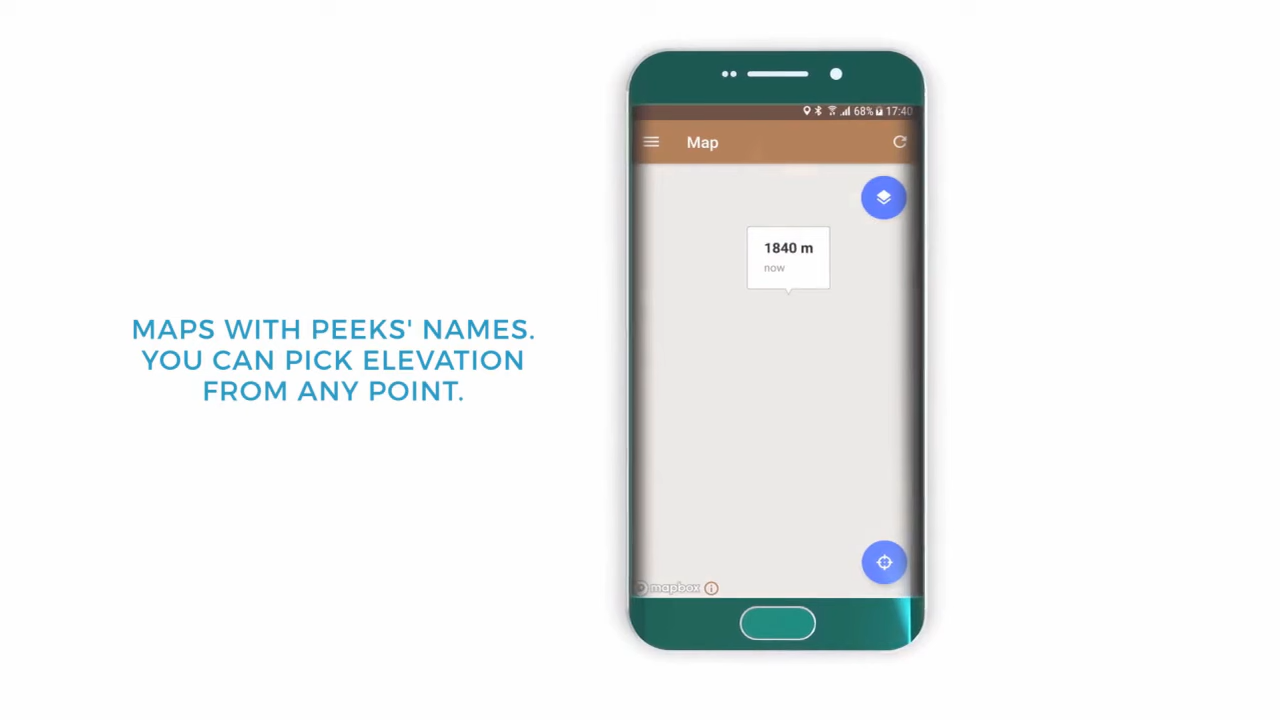 68% 17:40
Map
1840 m
now
MAPS WITH PEEKS' NAMES.
YOU CAN PICK ELEVATION
FROM ANY POINT.
mapbox